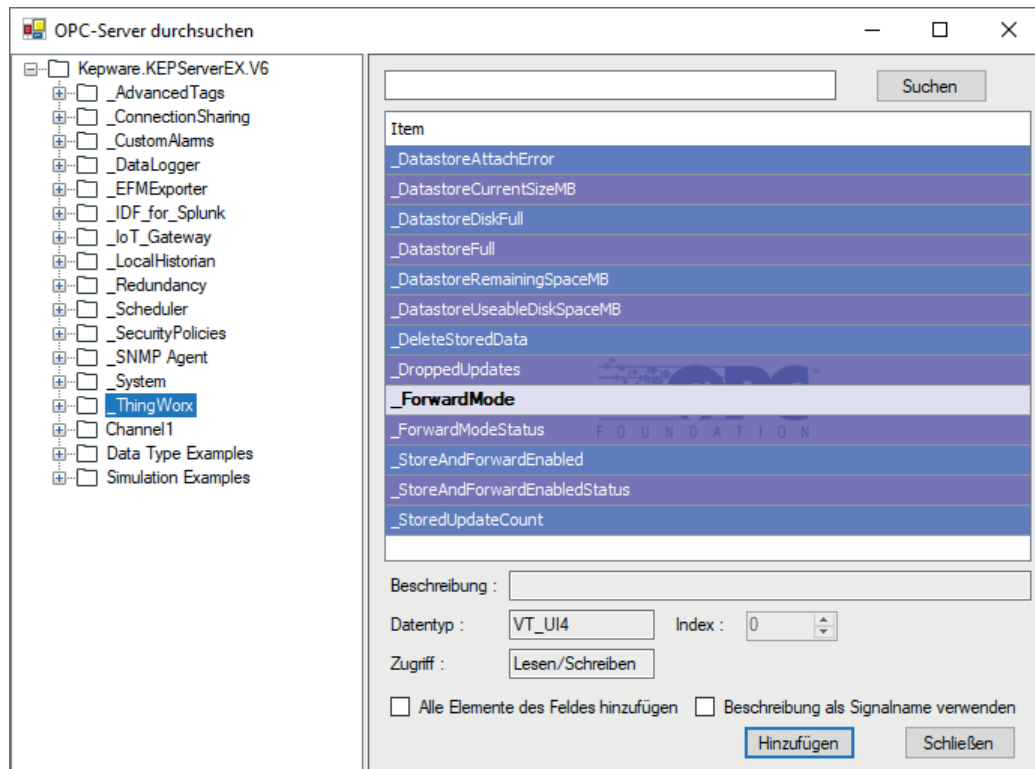 OPC-Server durchsuchen
Kepware.KEPServerEX.V6
_AdvancedTags
_ConnectionSharing
_CustomAlarms
_DataLogger
_EFMExporter
_IDF_for_Splunk
_IoT_Gateway
_LocalHistorian
_Redundancy
_Scheduler
_SecurityPolicies
_SNMP Agent
_System
_ThingWorx
Channel1
Data Type Examples
Simulation Examples
Suchen
Item
_DatastoreAttachError
_DatastoreCurrentSizeMB
_DatastoreDiskFull
_DatastoreFull
_DatastoreRemainingSpaceMB
_DatastoreUseableDiskSpaceMB
_DeleteStoredData
_DroppedUpdates
_ForwardMode
_ForwardModeStatus
_StoreAndForwardEnabled
_StoreAndForwardEnabledStatus
_StoredUpdateCount
OPC
FOUNDATION
Beschreibung :
Datentyp : VT_UI4 Index : 0
Zugriff : Lesen/Schreiben
Alle Elemente des Feldes hinzufügen Beschreibung als Signalname verwenden
Hinzufügen Schließen